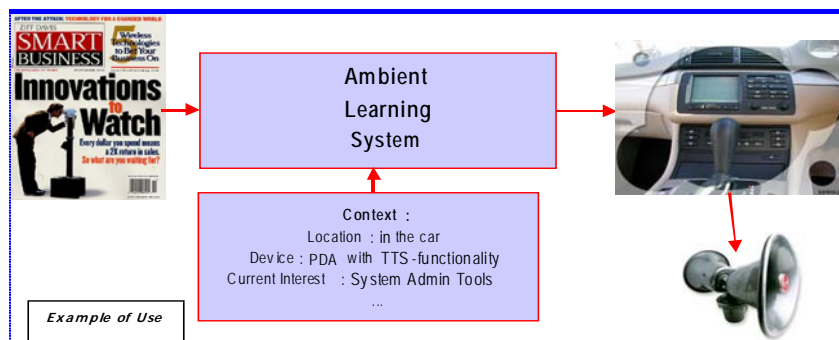 AFTER THE ATTACK: TECHNOLOGY FOR A CHANGED WORLD
ZIFF DAVIS
SMART
BUSINESS
5 Wireless
Technologies
to Bet Your
Business On
Innovations
to
Watch
Every dollar you spend means
a 2X return in sales.
So what are you waiting for?
Ambient
Learning
System
Context :
Location : in the car
Device : PDA with TTS-functionality
Current Interest : System Admin Tools
...
Example of Use